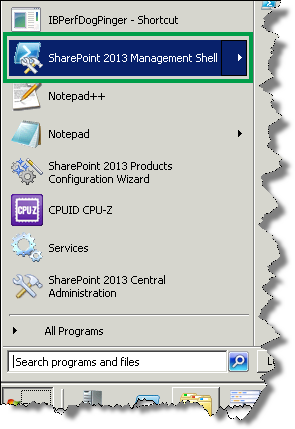 IBPerfDogPinger - Shortcut
SharePoint 2013 Management Shell
Notepad++
Notepad
SharePoint 2013 Products
Configuration Wizard
CPU-Z
CPUID CPU-Z
Services
SharePoint 2013 Central
Administration
All Programs
Search programs and files
L